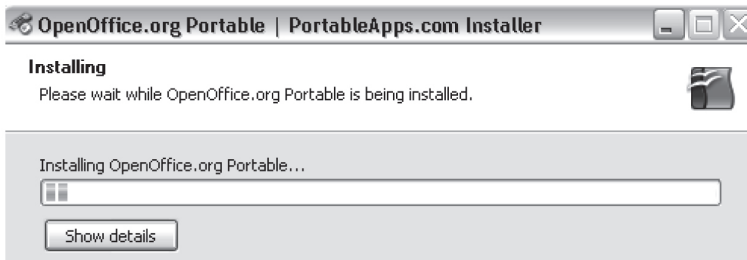 OpenOffice.org Portable | PortableApps.com Installer
Installing
Please wait while OpenOffice.org Portable is being installed.
Installing OpenOffice.org Portable...
Show details